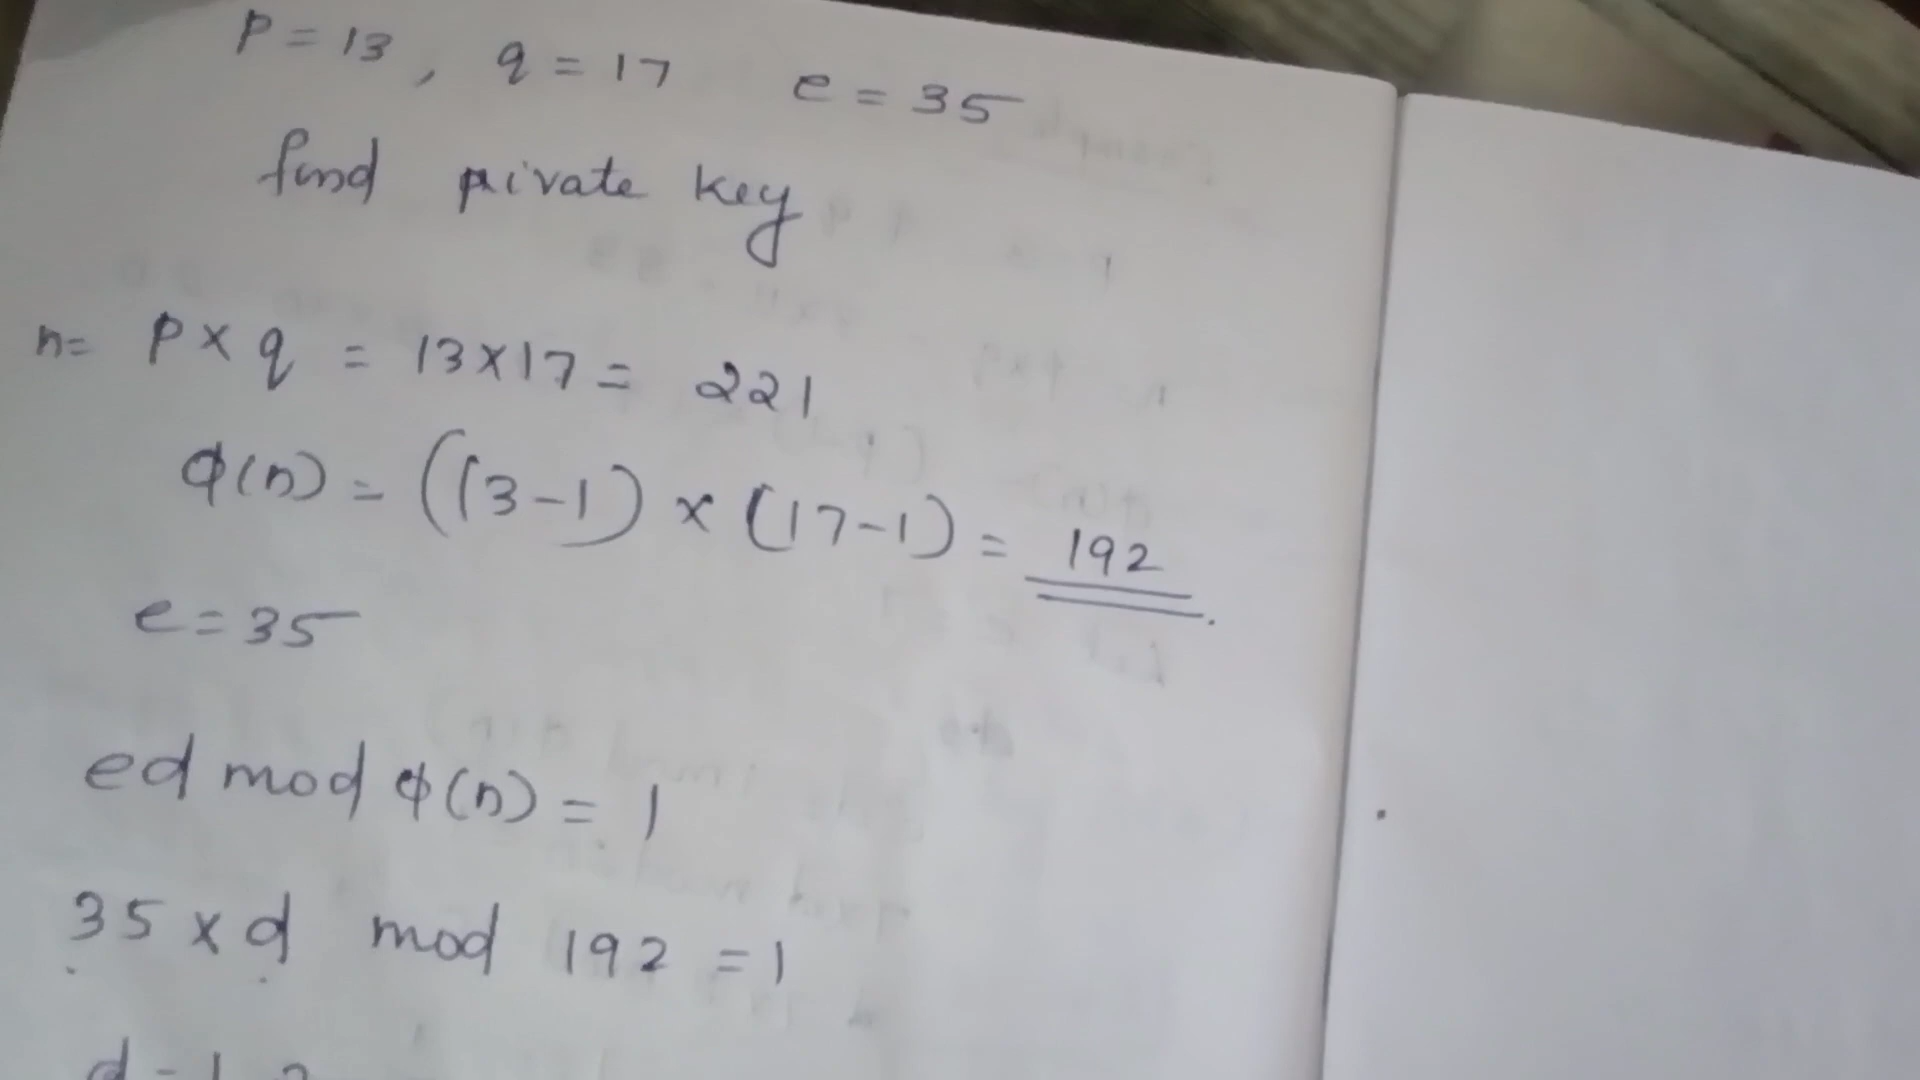 p = 13, q = 17 e = 35
find private key
n = p × q = 13 × 17 = 221
ϕ(n) = (13-1) × (17-1) = 192.
e = 35
ed mod ϕ(n) = 1
35 × d mod 192 = 1